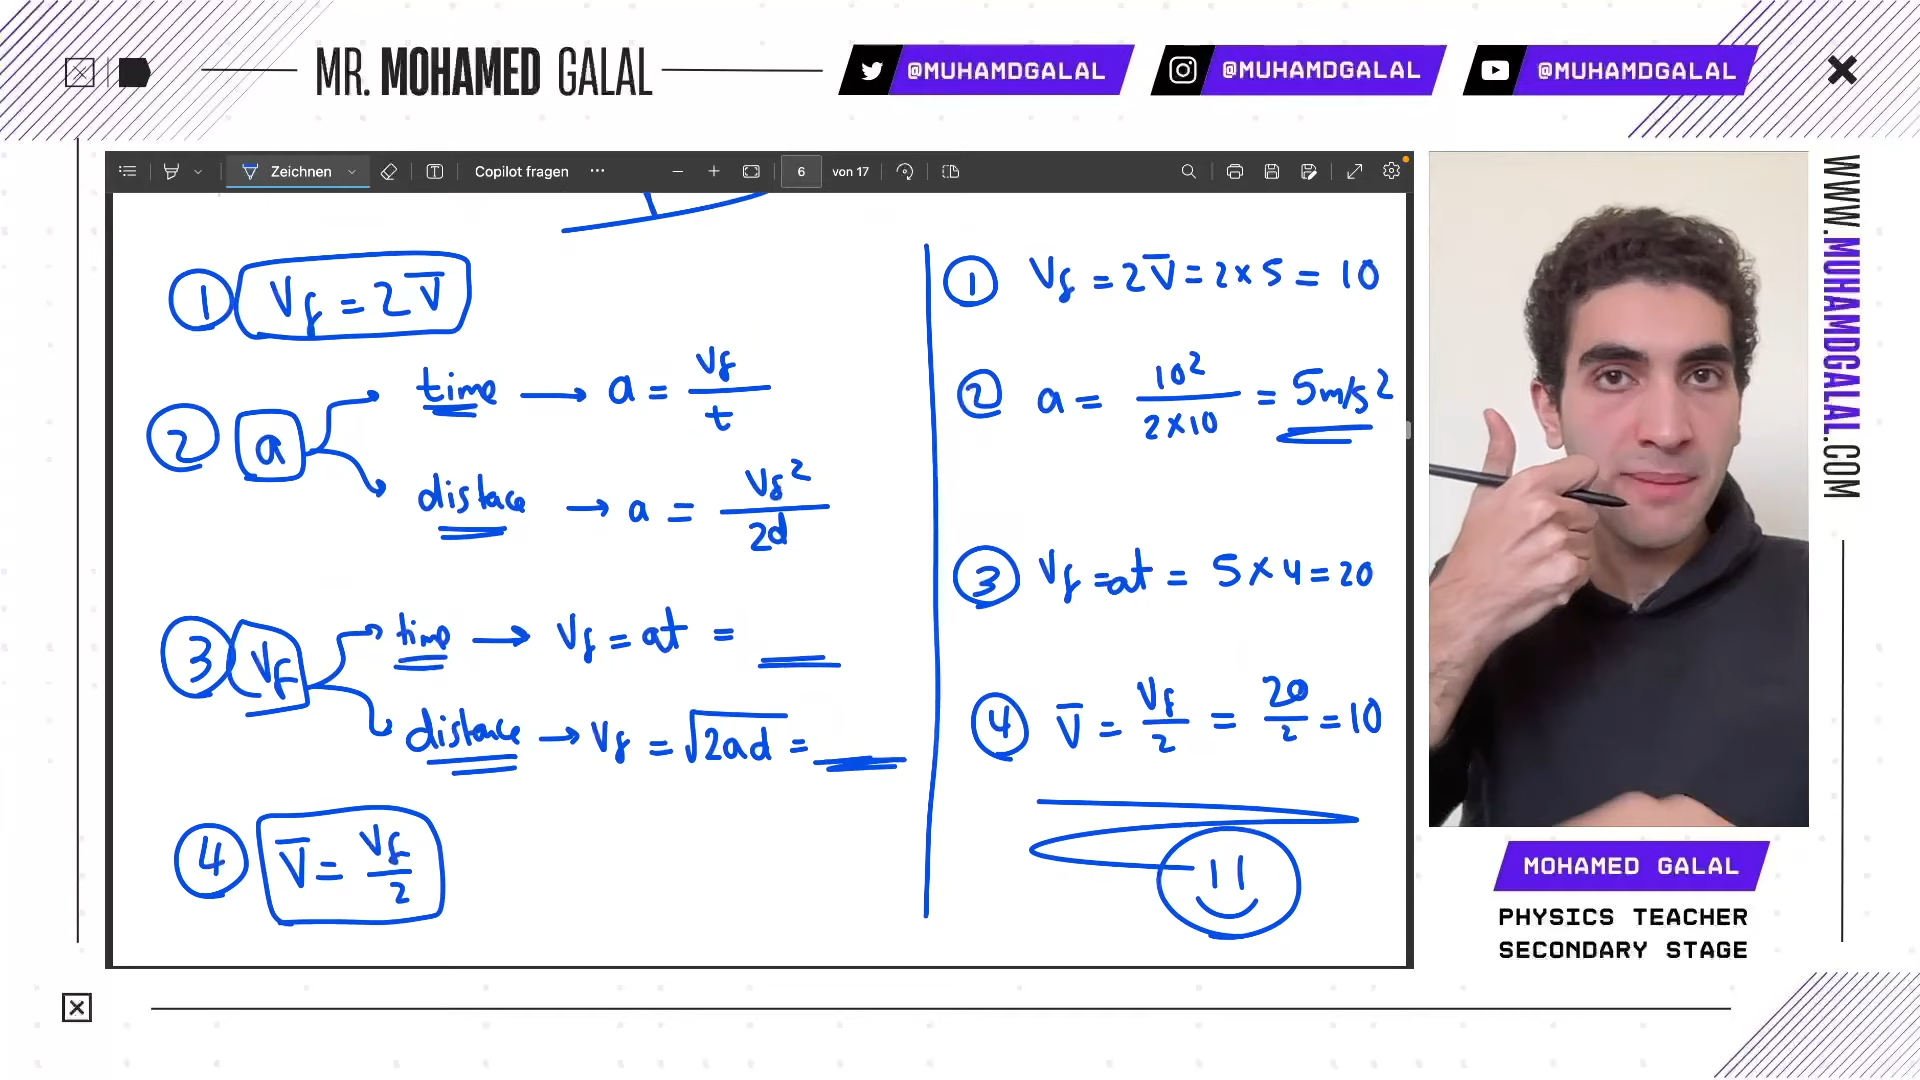 MR. MOHAMED GALAL
@MUHAMDGALAL
@MUHAMDGALAL
@MUHAMDGALAL
WWW.MUHAMDGALAL.COM
Zeichnen
Copilot fragen
6 von 17
① Vf = 2V̅
② a
time → a = Vf / t
distace → a = Vf² / 2d
③ Vf
time → Vf = at =
distance → Vf = √2ad =
④ V̅ = Vf / 2
① Vf = 2V̅ = 2 × 5 = 10
② a = 10² / 2×10 = 5m/s2
③ Vf = at = 5 × 4 = 20
④ V̅ = Vf / 2 = 20 / 2 = 10
MOHAMED GALAL
PHYSICS TEACHER
SECONDARY STAGE